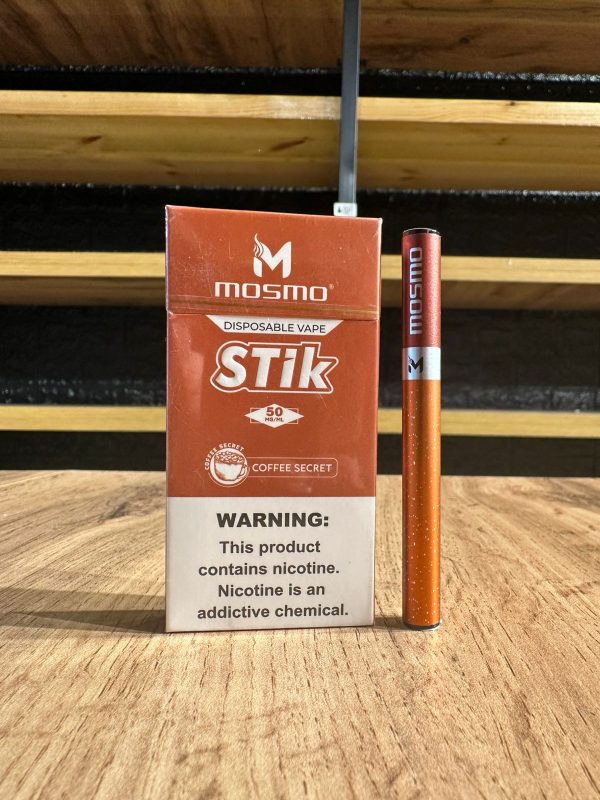 M
MOSMO®
DISPOSABLE VAPE
STik
50
MG/ML
COFFEE SECRET
COFFEE SECRET
WARNING:
This product
contains nicotine.
Nicotine is an
addictive chemical.
MOSMO
M